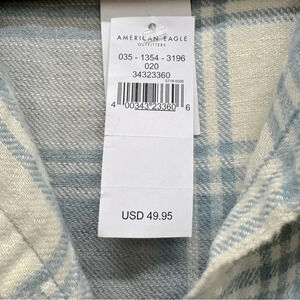 AMERICAN EAGLE
OUTFITTERS
035 - 1354 - 3196
020
34323360
4 00343 23360 6
USD 49.95